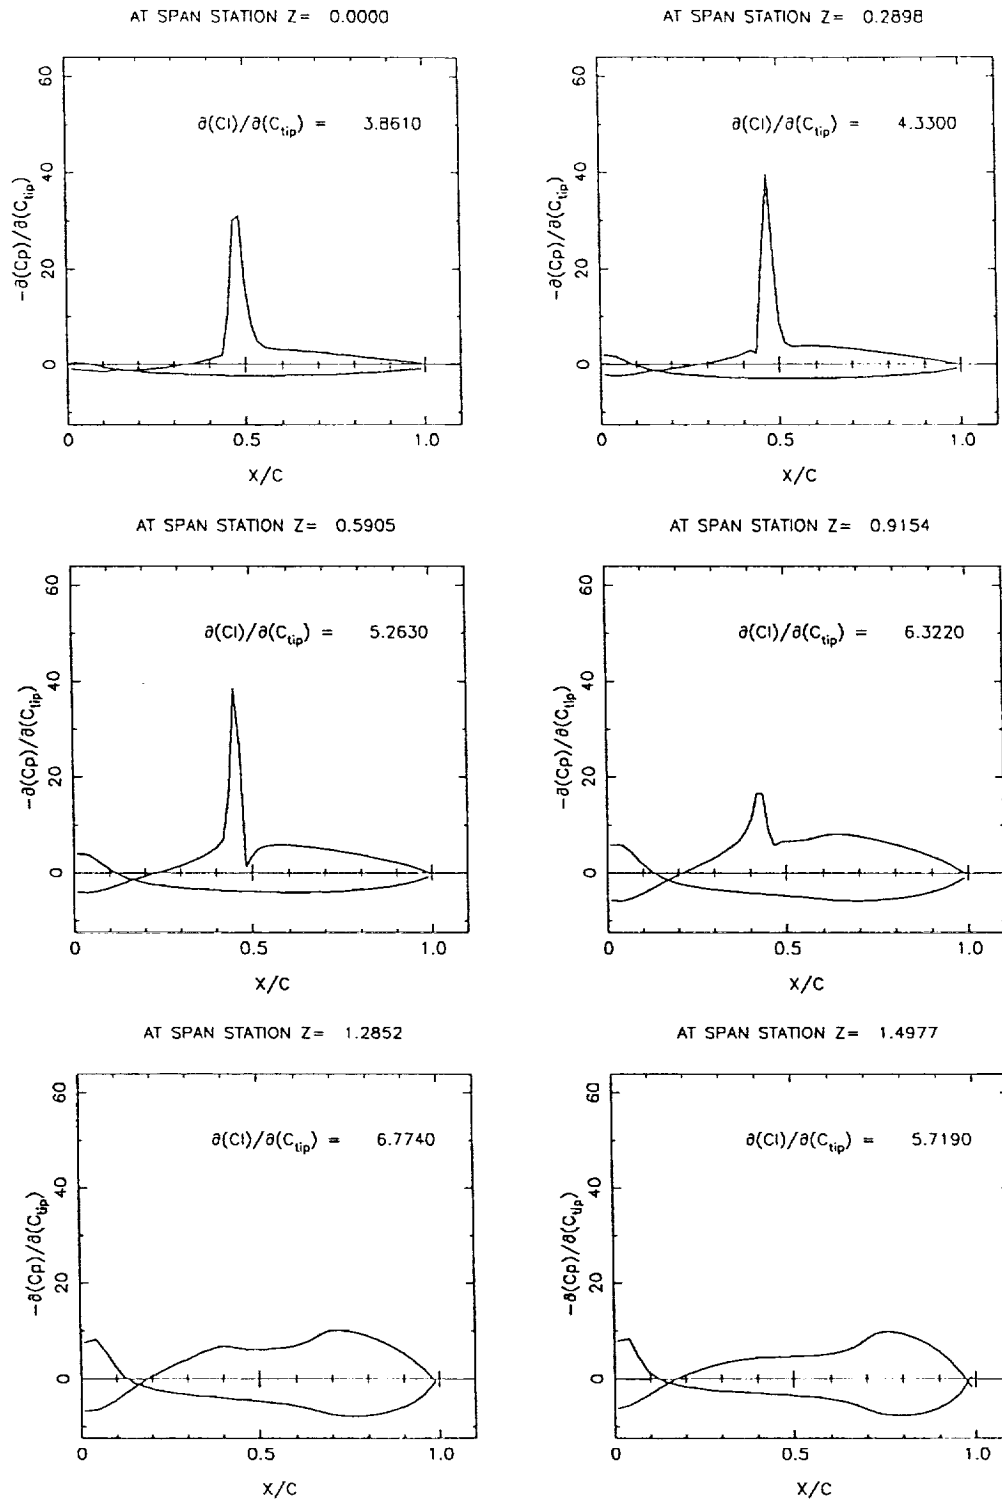 AT SPAN STATION Z= 0.0000
∂(Cl)/∂(C_tip) = 3.8610
60
40
20
0
-∂(Cp)/∂(C_tip)
0 0.5 1.0
X/C
AT SPAN STATION Z= 0.2898
∂(Cl)/∂(C_tip) = 4.3300
60
40
20
0
-∂(Cp)/∂(C_tip)
0 0.5 1.0
X/C
AT SPAN STATION Z= 0.5905
∂(Cl)/∂(C_tip) = 5.2630
60
40
20
0
-∂(Cp)/∂(C_tip)
0 0.5 1.0
X/C
AT SPAN STATION Z= 0.9154
∂(Cl)/∂(C_tip) = 6.3220
60
40
20
0
-∂(Cp)/∂(C_tip)
0 0.5 1.0
X/C
AT SPAN STATION Z= 1.2852
∂(Cl)/∂(C_tip) = 6.7740
60
40
20
0
-∂(Cp)/∂(C_tip)
0 0.5 1.0
X/C
AT SPAN STATION Z= 1.4977
∂(Cl)/∂(C_tip) = 5.7190
60
40
20
0
-∂(Cp)/∂(C_tip)
0 0.5 1.0
X/C